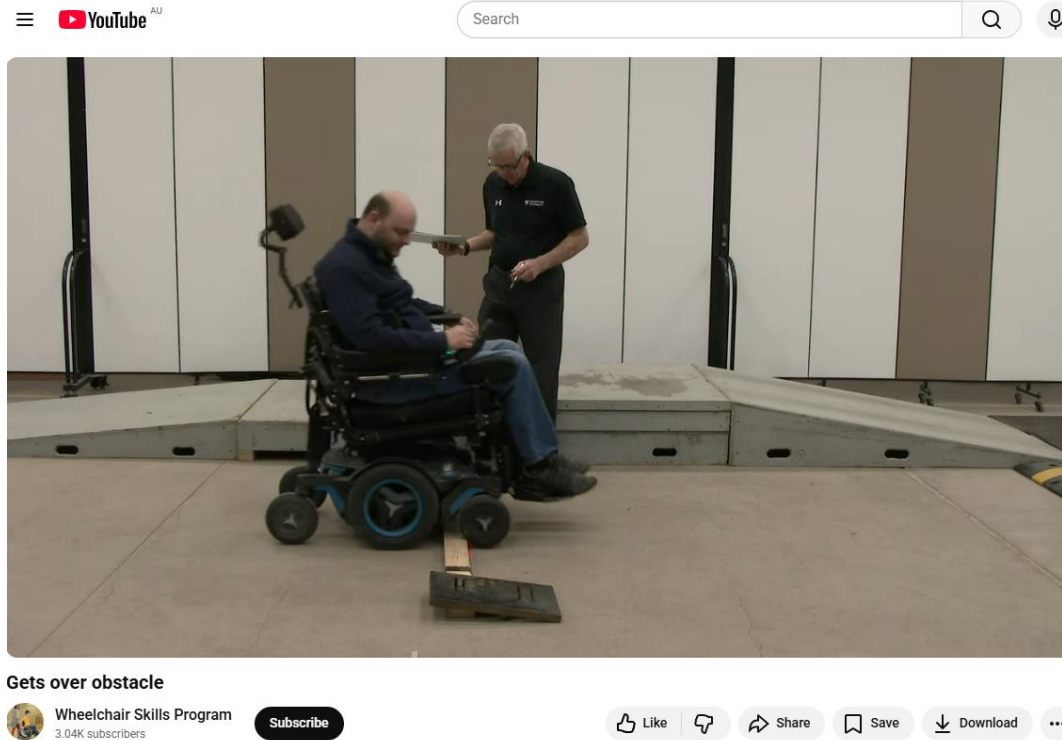 YouTube AU
Search
Gets over obstacle
Wheelchair Skills Program
3.04K subscribers
Subscribe
Like
Share
Save
Download